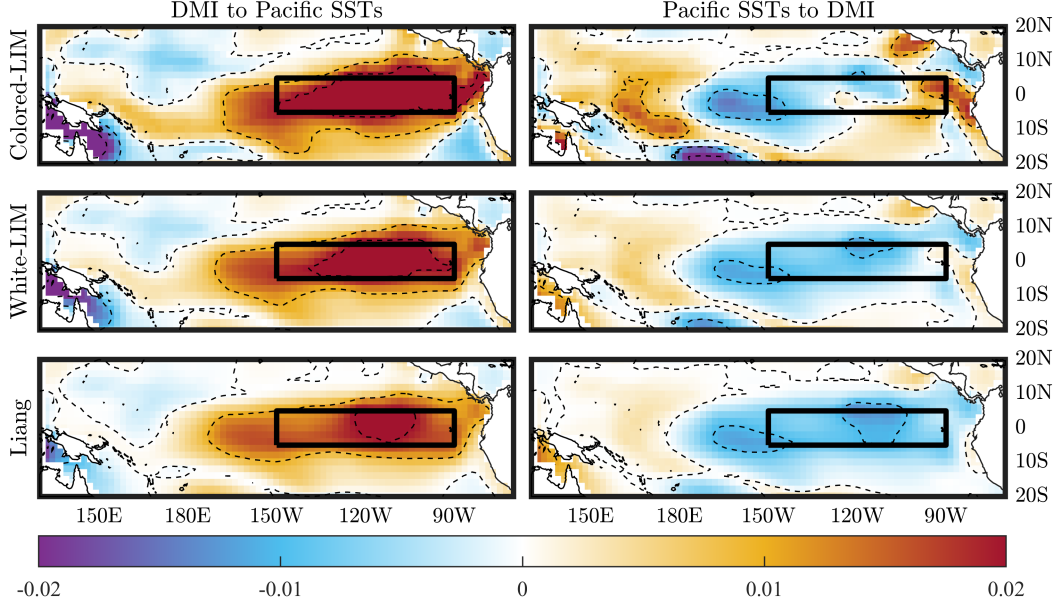 DMI to Pacific SSTs
Pacific SSTs to DMI
Colored-LIM
20N
10N
0
10S
20S
White-LIM
20N
10N
0
10S
20S
Liang
20N
10N
0
10S
20S
150E 180E 150W 120W 90W
150E 180E 150W 120W 90W
-0.02 -0.01 0 0.01 0.02